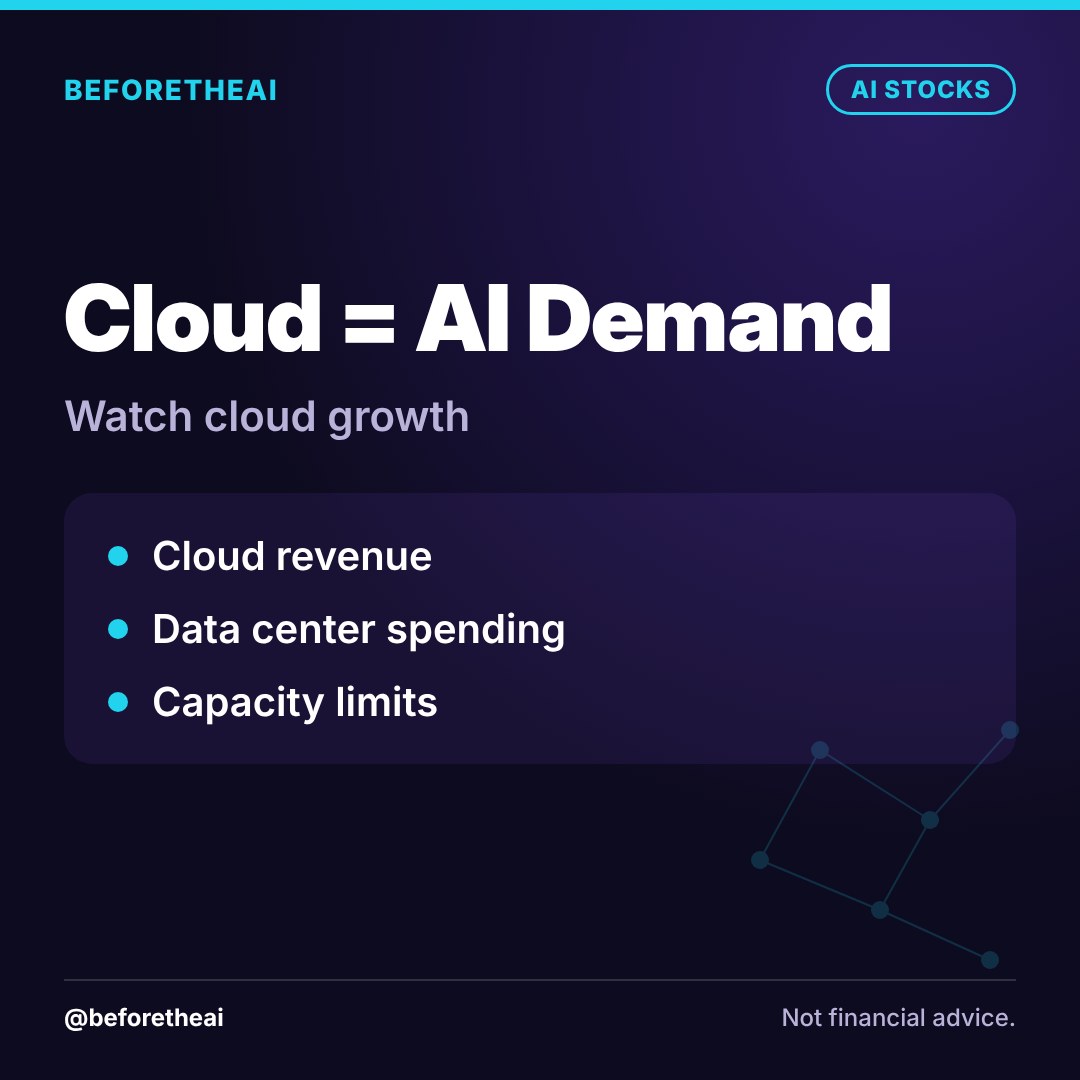 BEFORETHEAI
AI STOCKS
Cloud = AI Demand
Watch cloud growth
Cloud revenue
Data center spending
Capacity limits
@beforetheai
Not financial advice.